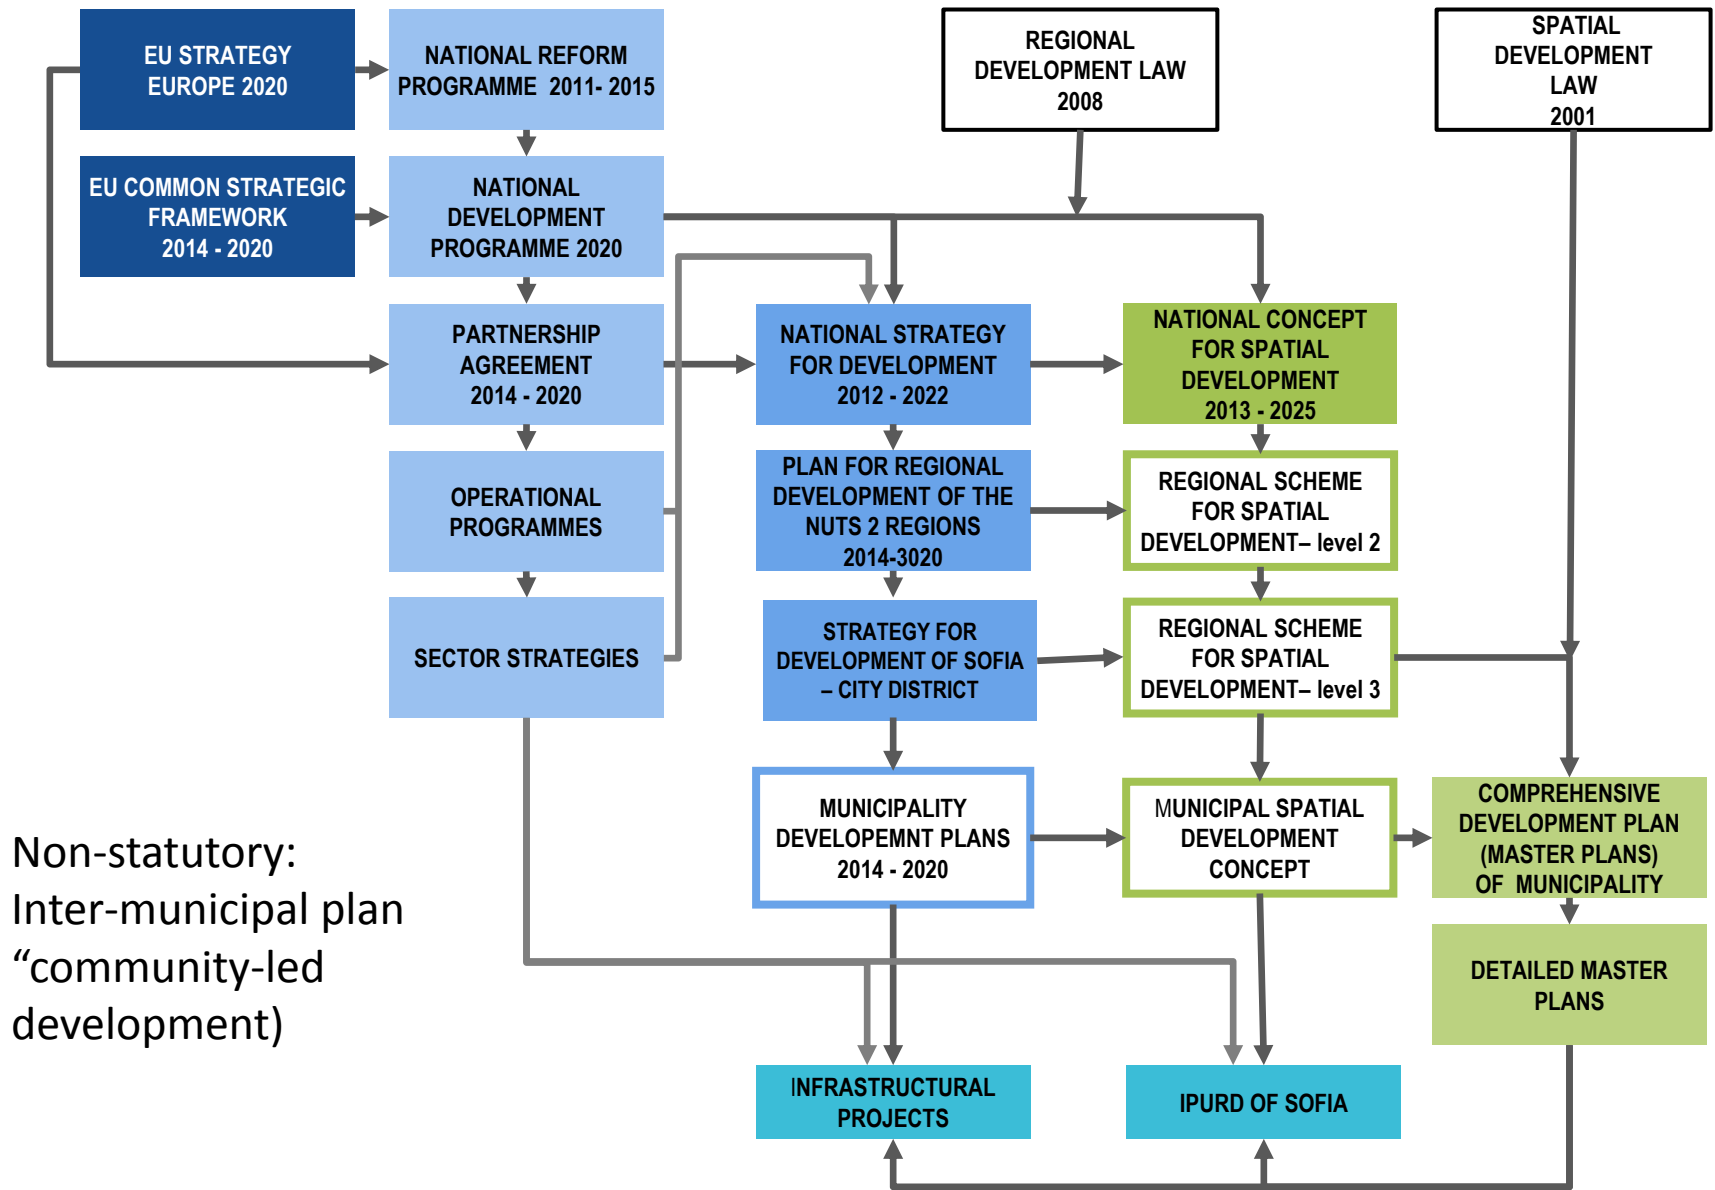 EU STRATEGY
EUROPE 2020
NATIONAL REFORM
PROGRAMME 2011- 2015
REGIONAL
DEVELOPMENT LAW
2008
SPATIAL
DEVELOPMENT
LAW
2001
EU COMMON STRATEGIC
FRAMEWORK
2014 - 2020
NATIONAL
DEVELOPMENT
PROGRAMME 2020
PARTNERSHIP
AGREEMENT
2014 - 2020
NATIONAL STRATEGY
FOR DEVELOPMENT
2012 - 2022
NATIONAL CONCEPT
FOR SPATIAL
DEVELOPMENT
2013 - 2025
OPERATIONAL
PROGRAMMES
PLAN FOR REGIONAL
DEVELOPMENT OF THE
NUTS 2 REGIONS
2014-3020
REGIONAL SCHEME
FOR SPATIAL
DEVELOPMENT– level 2
SECTOR STRATEGIES
STRATEGY FOR
DEVELOPMENT OF SOFIA
– CITY DISTRICT
REGIONAL SCHEME
FOR SPATIAL
DEVELOPMENT– level 3
MUNICIPALITY
DEVELOPEMNT PLANS
2014 - 2020
MUNICIPAL SPATIAL
DEVELOPMENT
CONCEPT
COMPREHENSIVE
DEVELOPMENT PLAN
(MASTER PLANS)
OF MUNICIPALITY
Non-statutory:
Inter-municipal plan
“community-led
development)
DETAILED MASTER
PLANS
INFRASTRUCTURAL
PROJECTS
IPURD OF SOFIA